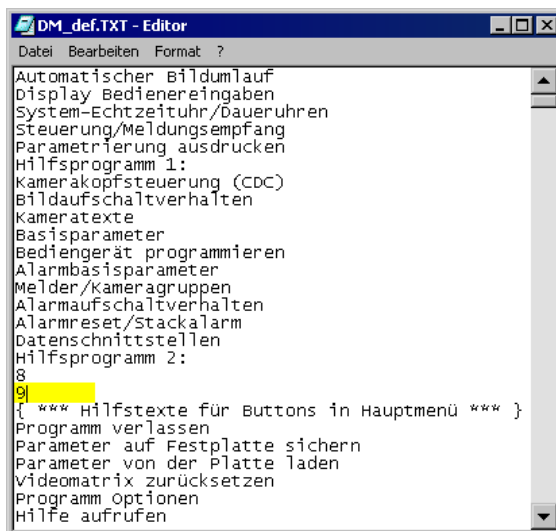 DM_def.TXT - Editor
Datei Bearbeiten Format ?
Automatischer Bildumlauf
Display Bedienereingaben
System-Echtzeituhr/Daueruhren
Steuerung/Meldungsempfang
Parametrierung ausdrucken
Hilfsprogramm 1:
Kamerakopfsteuerung (CDC)
Bildaufschaltverhalten
Kameratexte
Basisparameter
Bediengerät programmieren
Alarmbasisparameter
Melder/Kameragruppen
Alarmaufschaltverhalten
Alarmreset/Stackalarm
Datenschnittstellen
Hilfsprogramm 2:
8
9
{ *** Hilfstexte für Buttons in Hauptmenü *** }
Programm verlassen
Parameter auf Festplatte sichern
Parameter von der Platte laden
Videomatrix zurücksetzen
Programm Optionen
Hilfe aufrufen